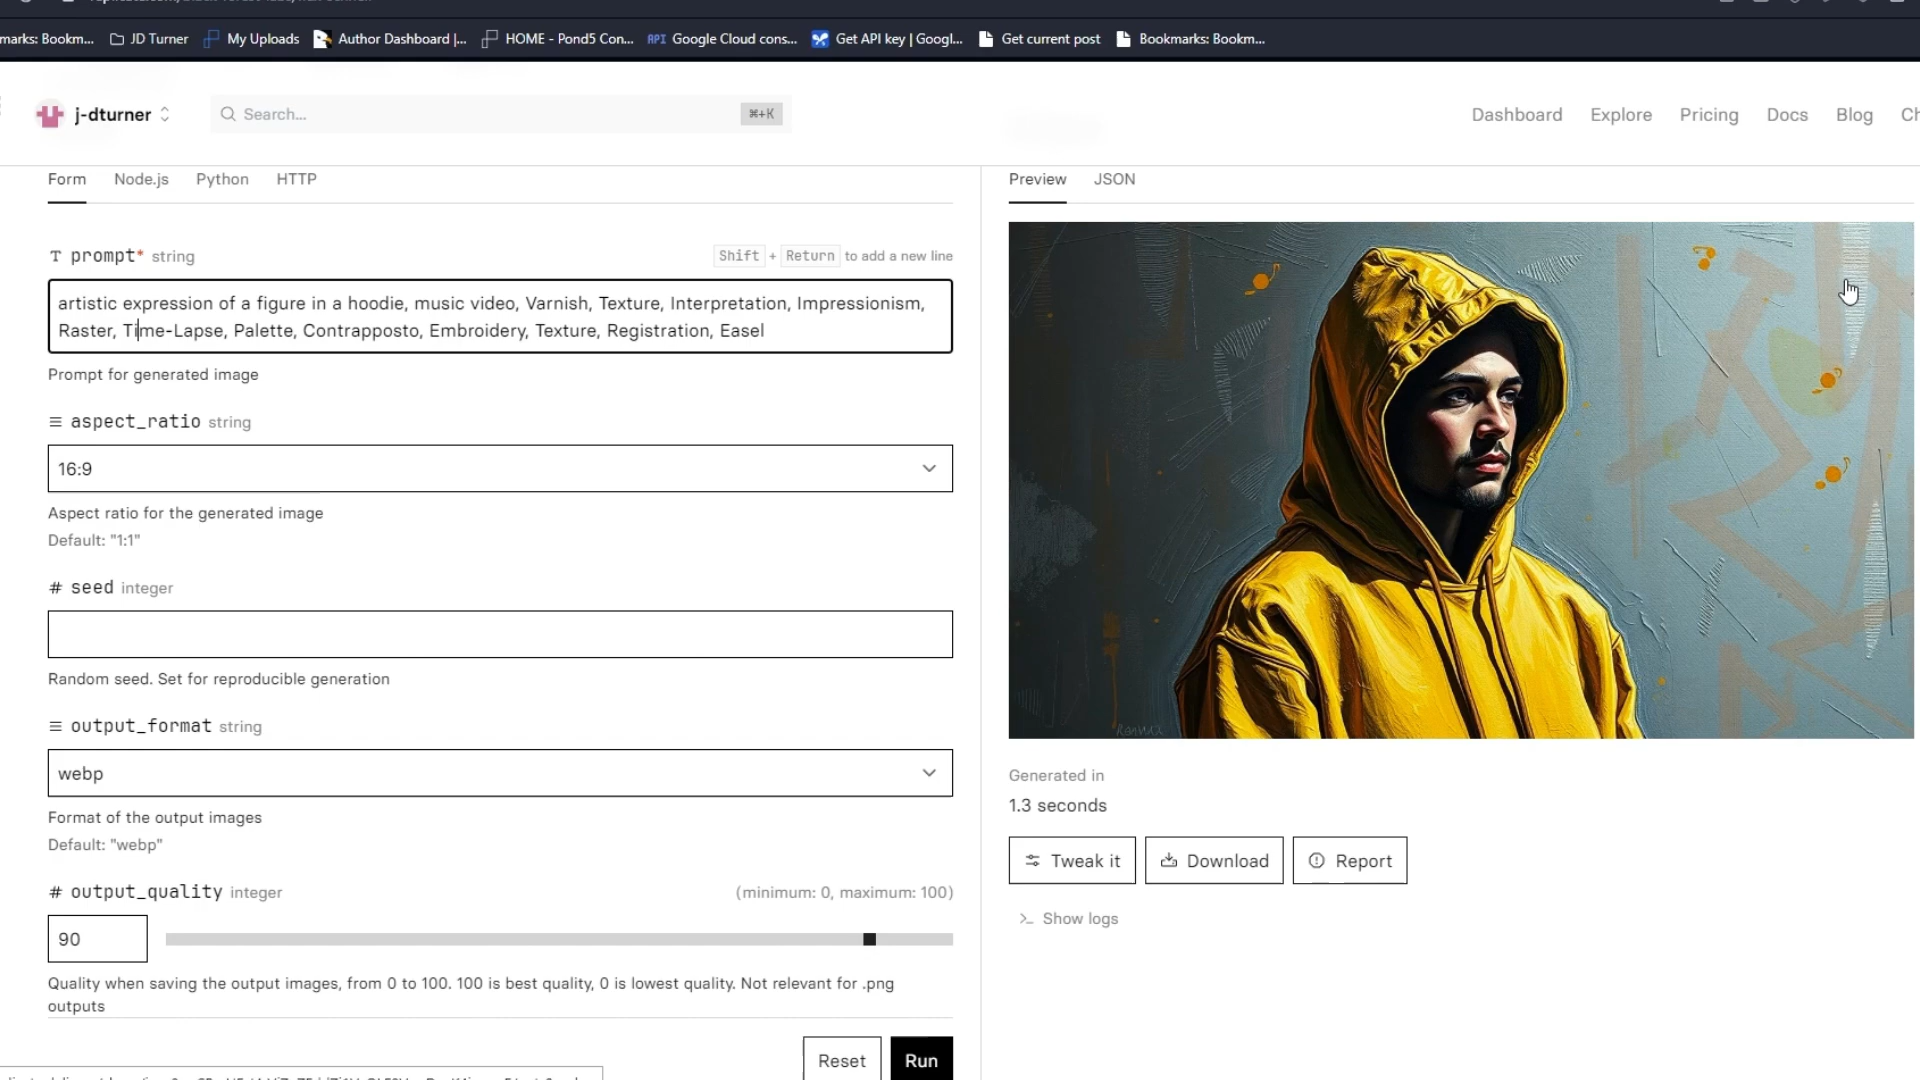 marks: Bookm...
JD Turner
My Uploads
Author Dashboard |...
HOME - Pond5 Con...
API Google Cloud cons...
Get API key | Googl...
Get current post
Bookmarks: Bookm...
j-dturner
Search...
⌘+K
Dashboard
Explore
Pricing
Docs
Blog
Ch
Form
Node.js
Python
HTTP
T prompt* string
Shift + Return to add a new line
artistic expression of a figure in a hoodie, music video, Varnish, Texture, Interpretation, Impressionism,
Raster, Time-Lapse, Palette, Contrapposto, Embroidery, Texture, Registration, Easel
Prompt for generated image
aspect_ratio string
16:9
Aspect ratio for the generated image
Default: "1:1"
# seed integer
Random seed. Set for reproducible generation
output_format string
webp
Format of the output images
Default: "webp"
# output_quality integer
(minimum: 0, maximum: 100)
90
Quality when saving the output images, from 0 to 100. 100 is best quality, 0 is lowest quality. Not relevant for .png
outputs
Reset
Run
Preview
JSON
Generated in
1.3 seconds
Tweak it
Download
Report
>_ Show logs